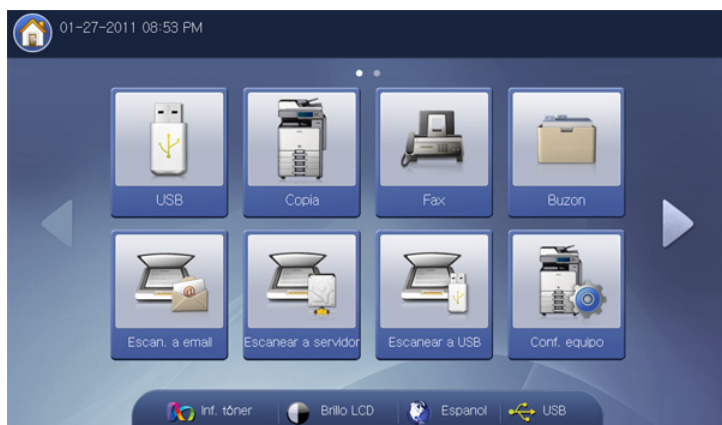 01-27-2011 08:53 PM
USB
Copia
Fax
Buzon
Escan. a email
Escanear a servidor
Escanear a USB
Conf. equipo
Inf. tóner
Brillo LCD
Espanol
USB